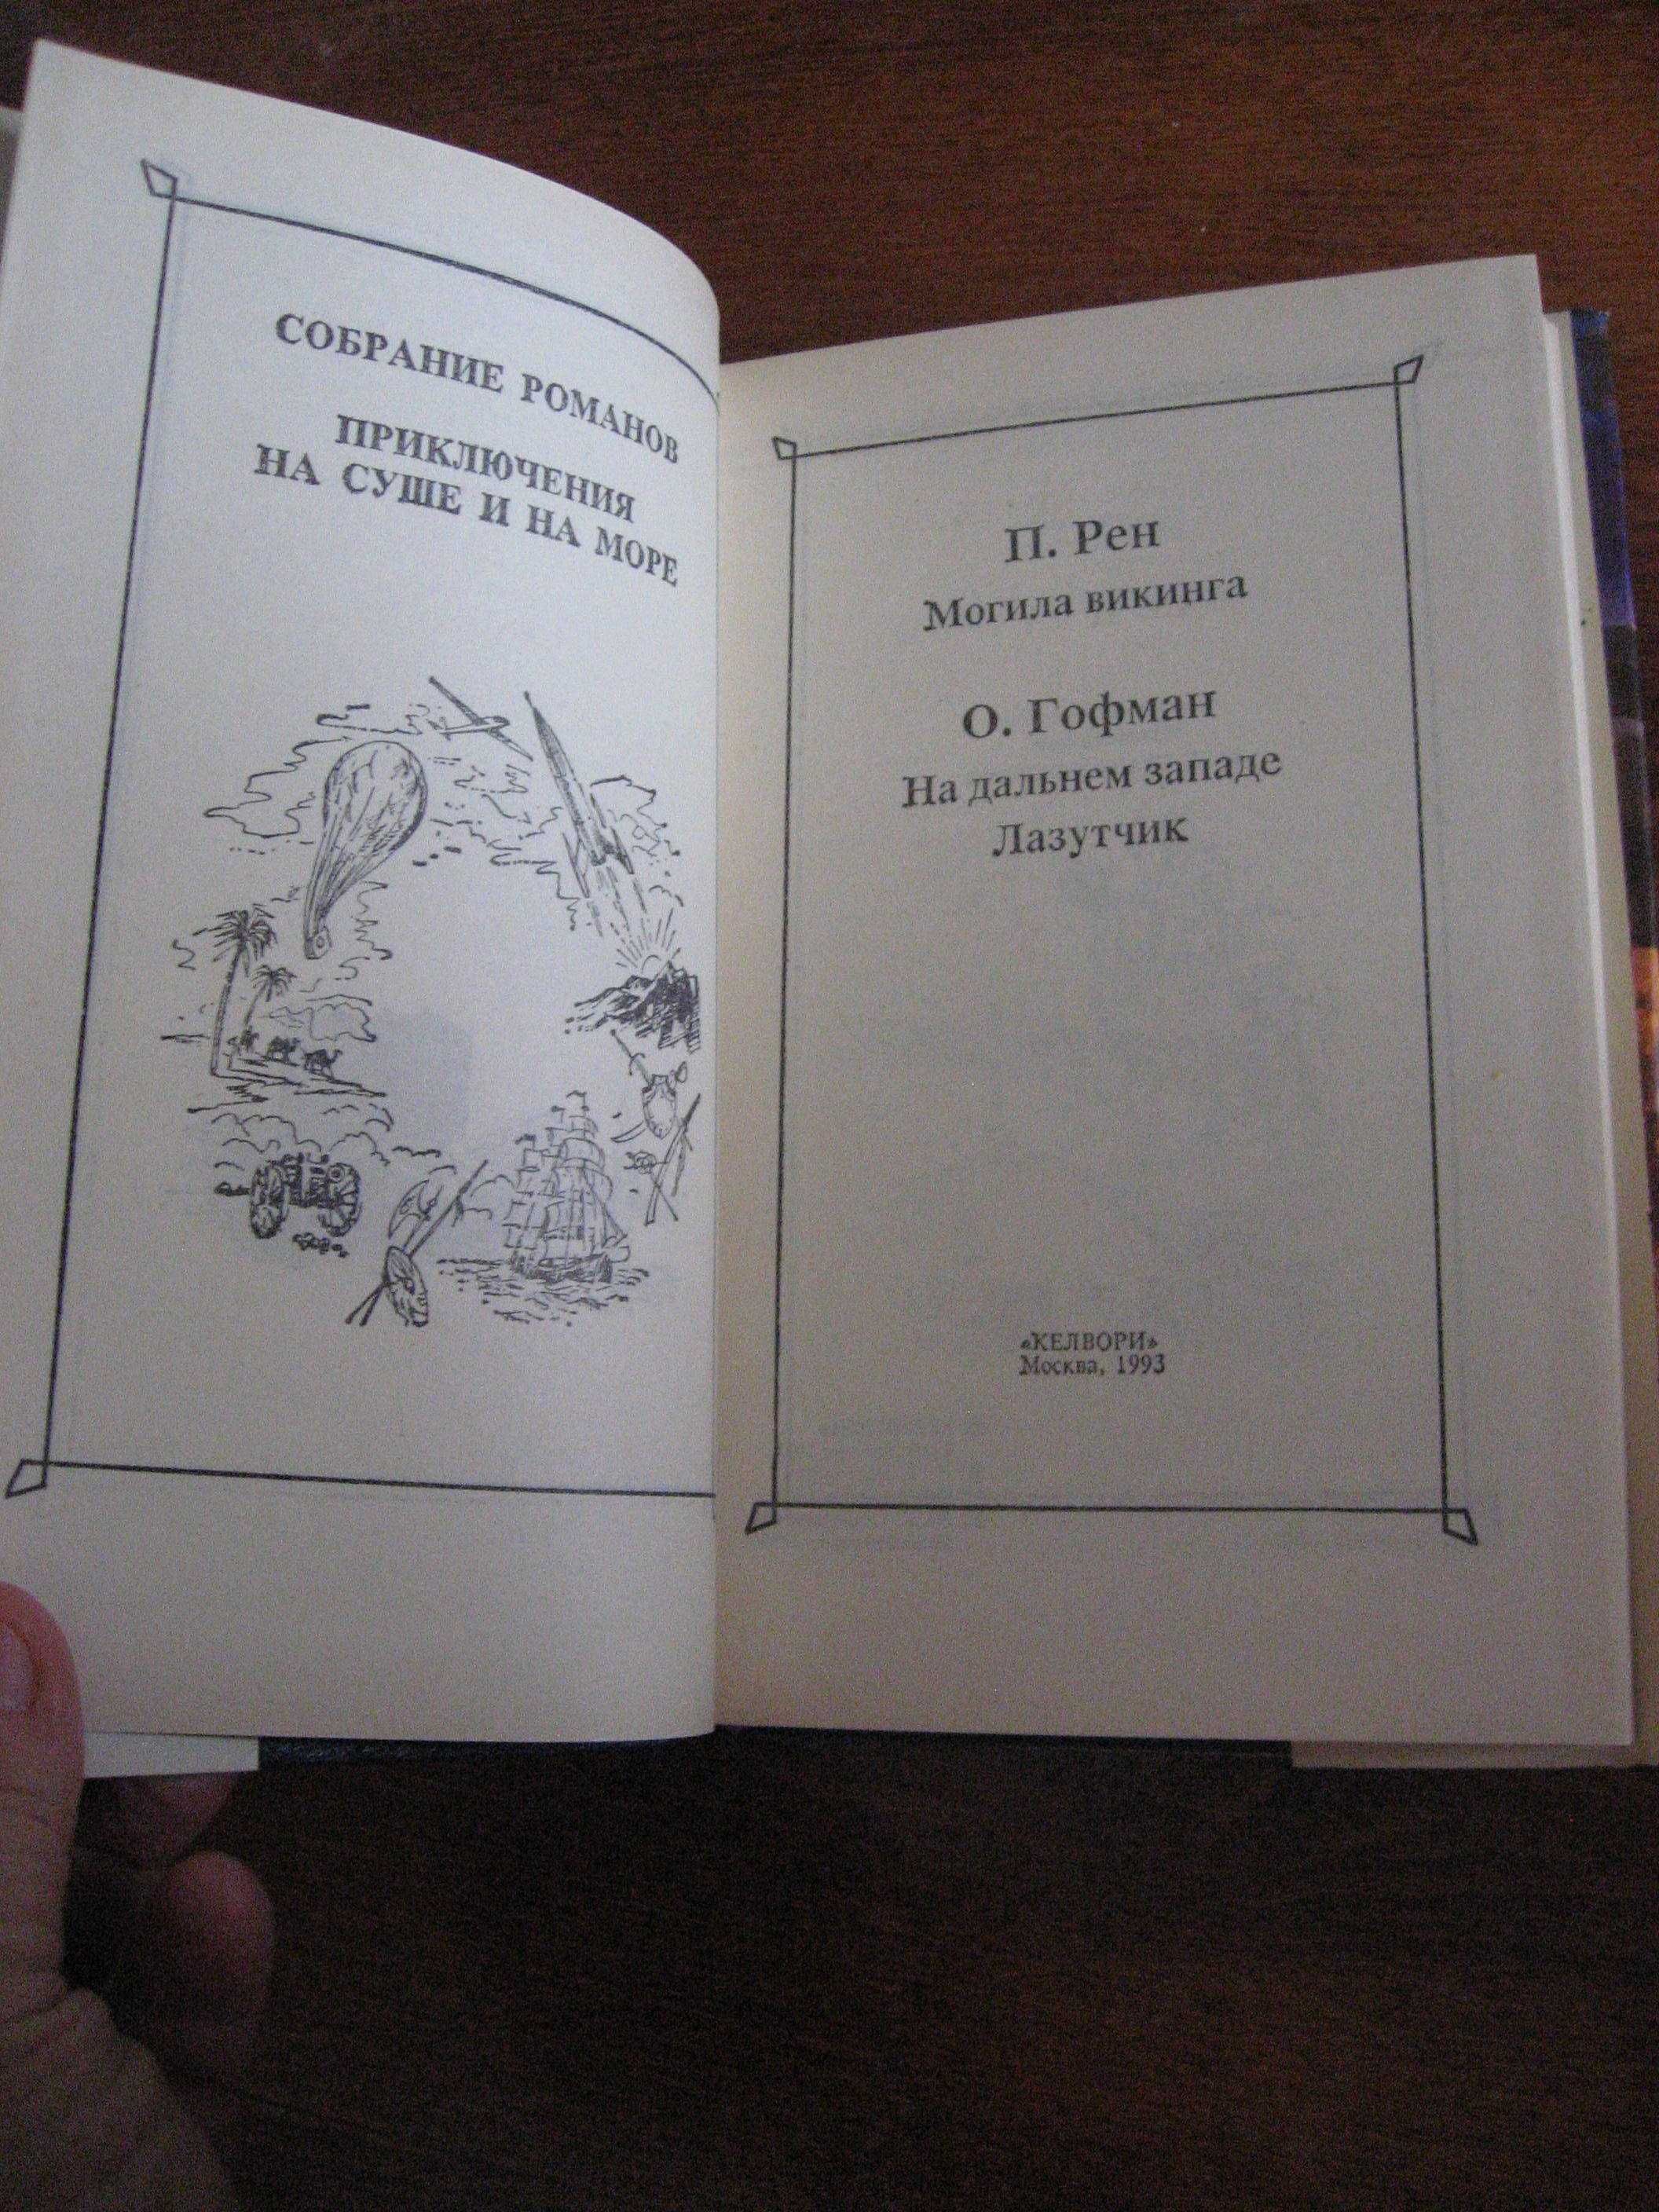 СОБРАНИЕ РОМАНОВ
ПРИКЛЮЧЕНИЯ
НА СУШЕ И НА МОРЕ
П. Рен
Могила викинга
О. Гофман
На дальнем западе
Лазутчик
«КЕЛВОРИ»
Москва, 1993